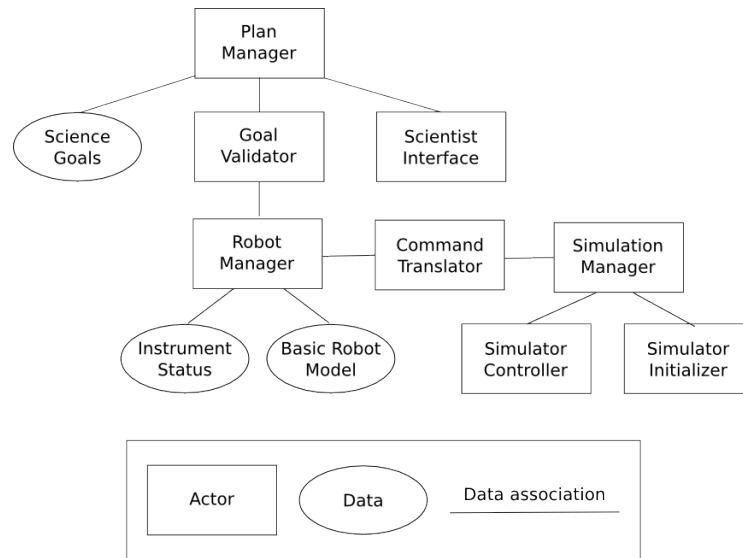 Plan
Manager
Science
Goals
Goal
Validator
Scientist
Interface
Robot
Manager
Command
Translator
Simulation
Manager
Instrument
Status
Basic Robot
Model
Simulator
Controller
Simulator
Initializer
Actor
Data
Data association